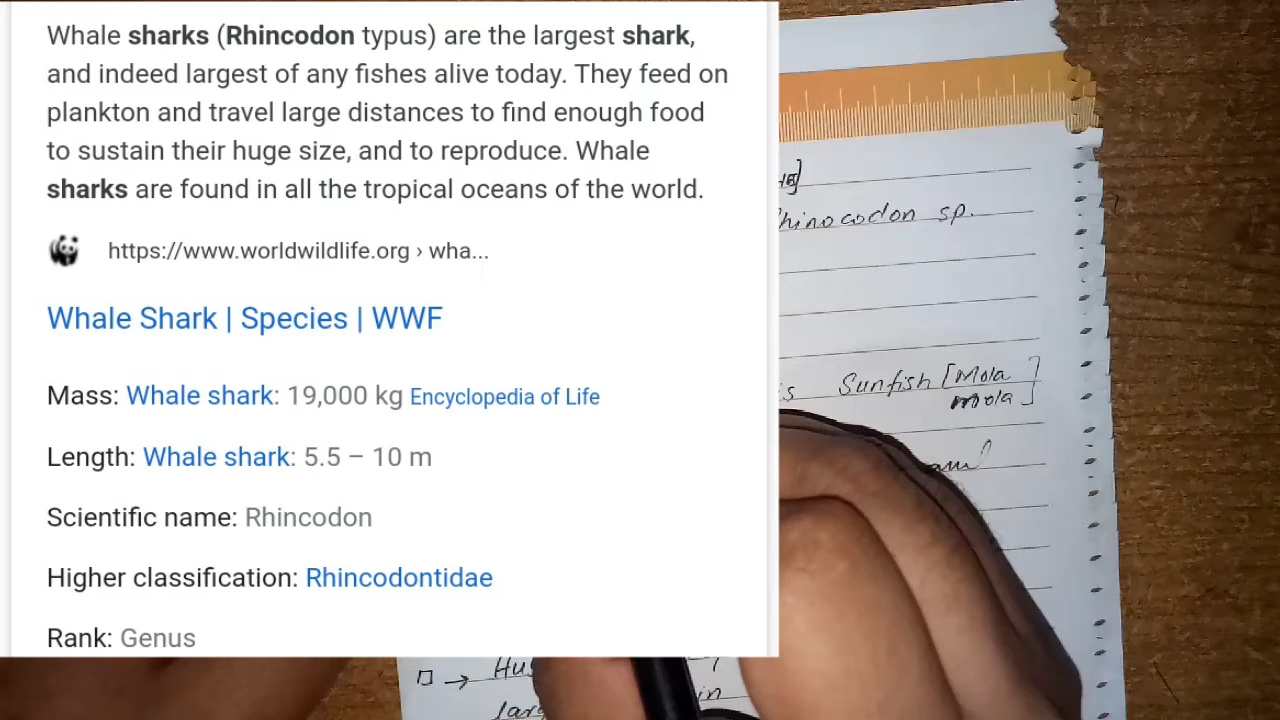 Whale sharks (Rhincodon typus) are the largest shark,
and indeed largest of any fishes alive today. They feed on
plankton and travel large distances to find enough food
to sustain their huge size, and to reproduce. Whale
sharks are found in all the tropical oceans of the world.
https://www.worldwildlife.org › wha...
Whale Shark | Species | WWF
Mass: Whale shark: 19,000 kg Encyclopedia of Life
Length: Whale shark: 5.5 – 10 m
Scientific name: Rhincodon
Higher classification: Rhincodontidae
Rank: Genus
hinocodon sp.
s Sunfish [Mola
mola]
in